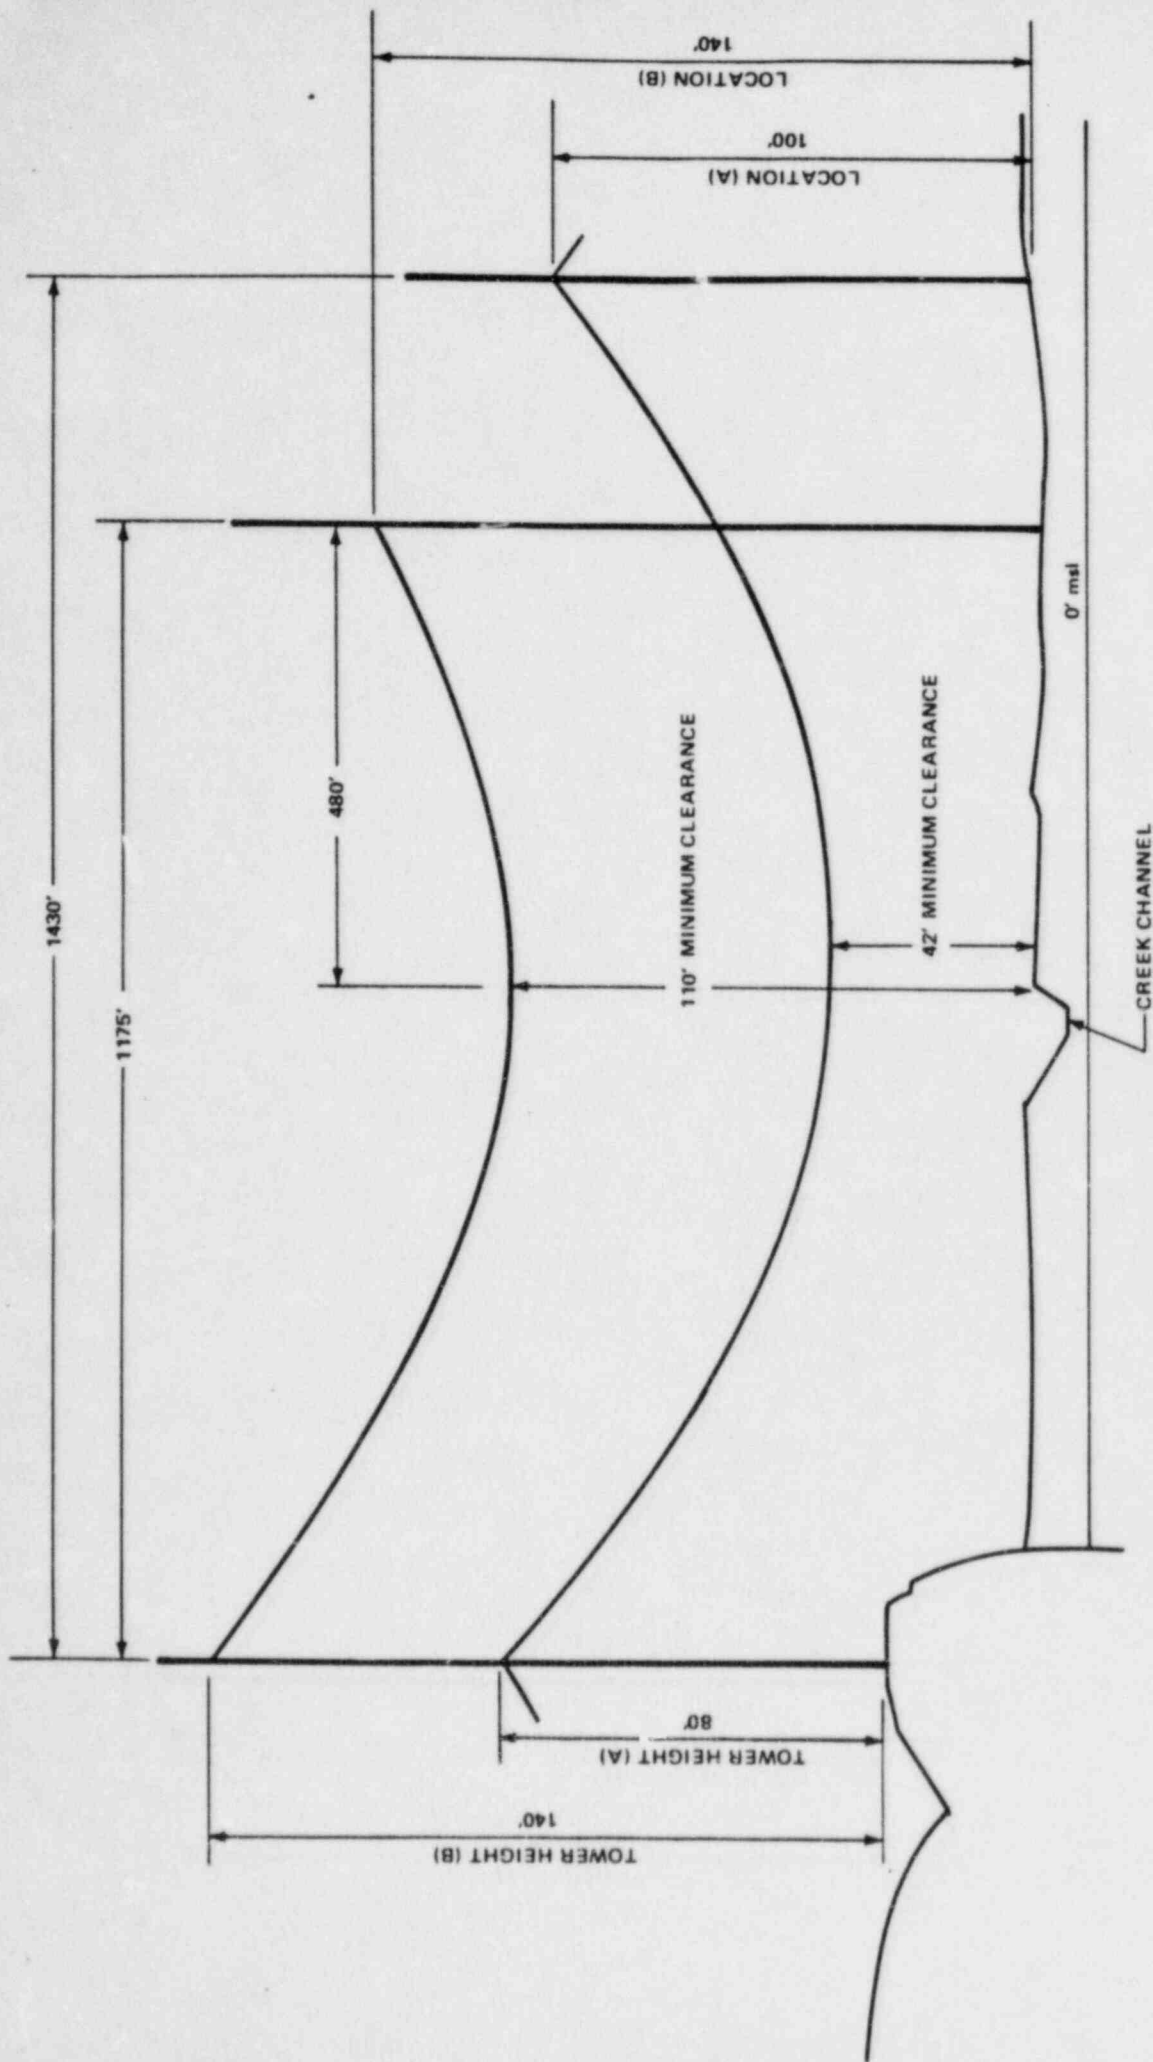 1430'
1175'
480'
140'
LOCATION (B)
100'
LOCATION (A)
110' MINIMUM CLEARANCE
42' MINIMUM CLEARANCE
0' msl
CREEK CHANNEL
TOWER HEIGHT (A)
80'
TOWER HEIGHT (B)
140'